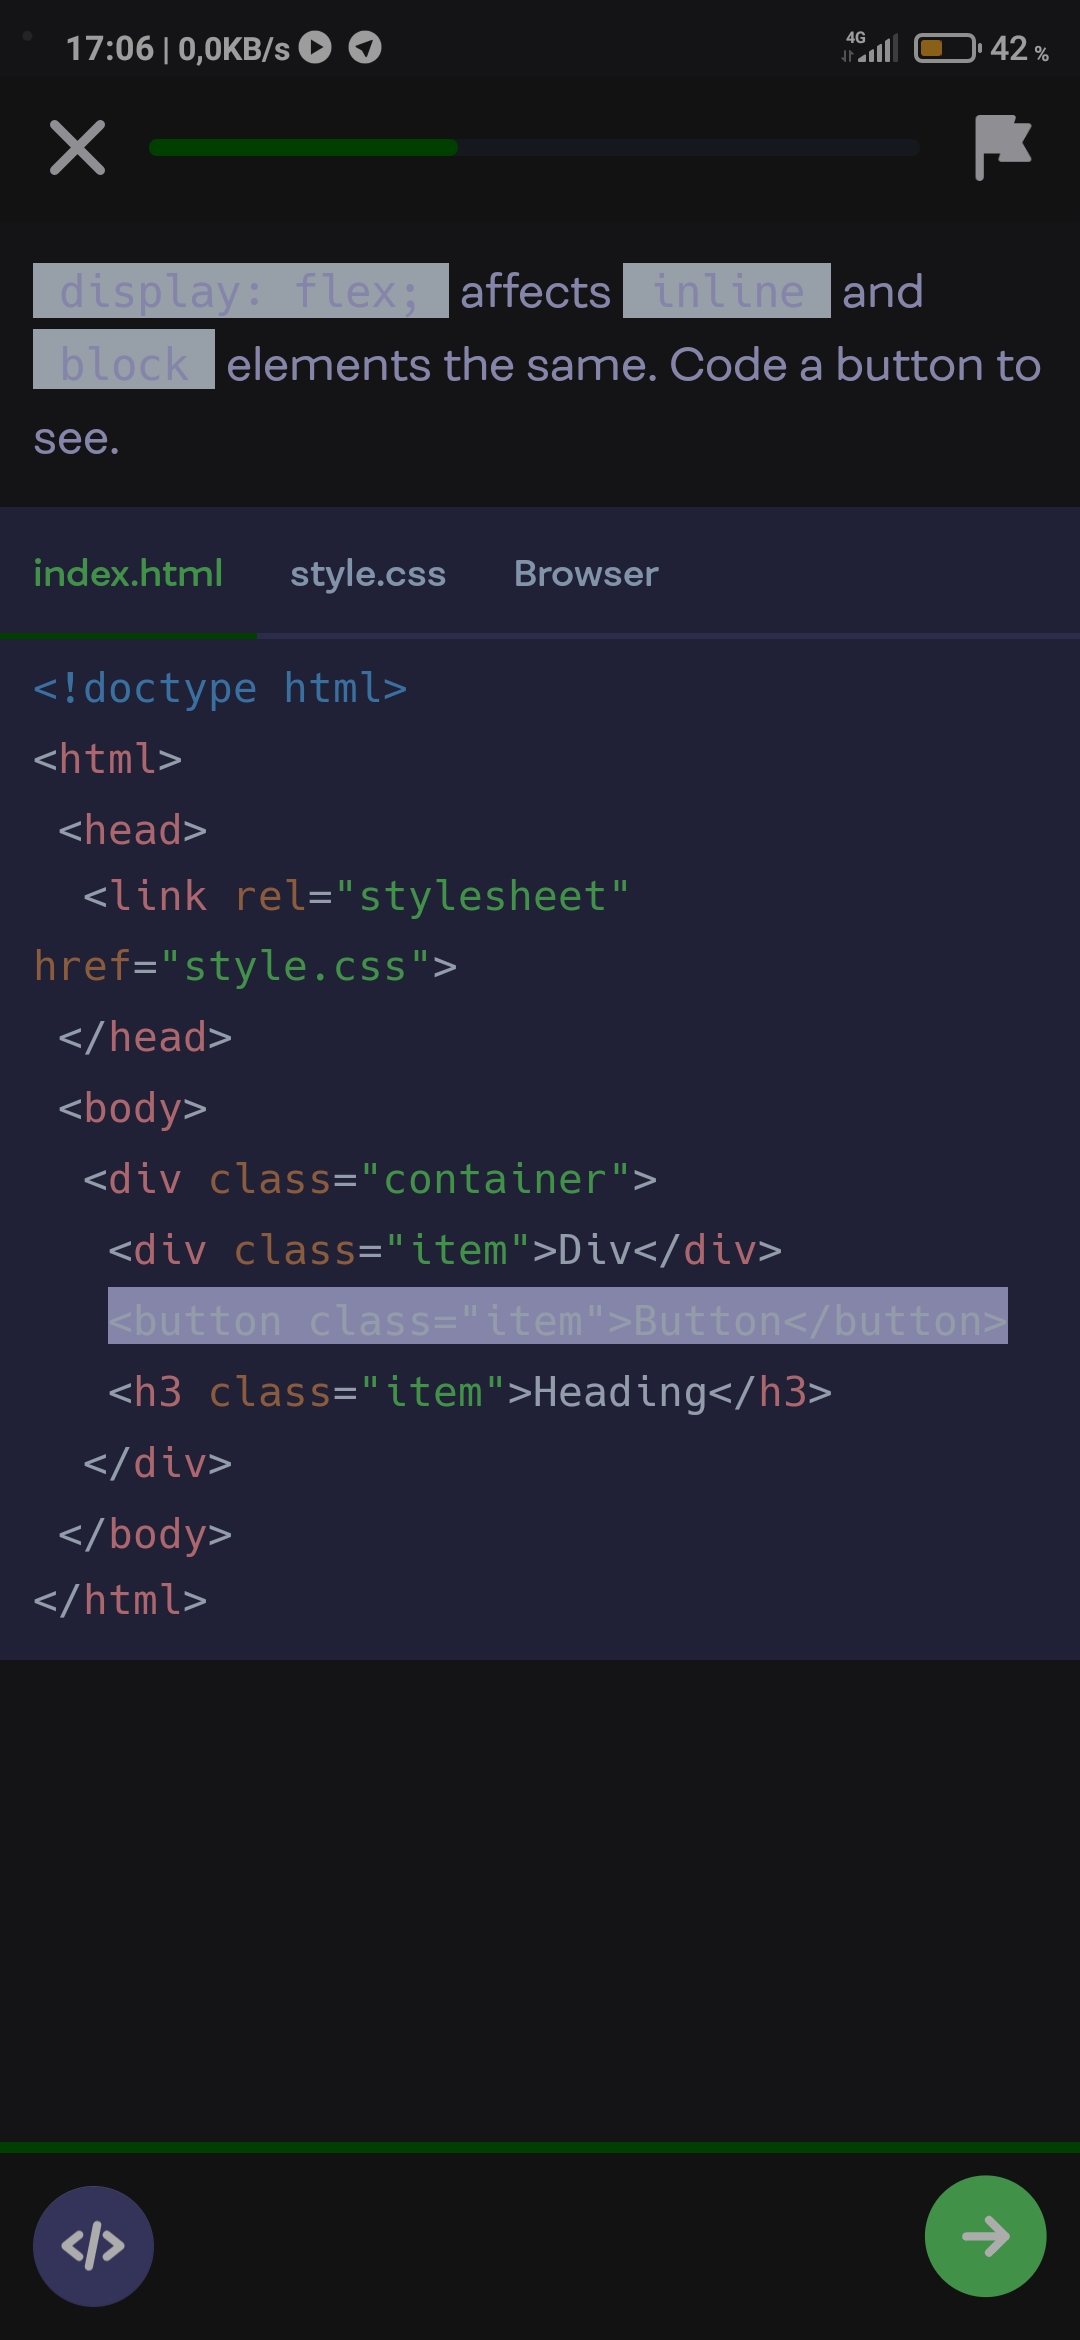 17:06 | 0,0KB/s 4G 42 %
display: flex; affects inline and
block elements the same. Code a button to
see.
index.html style.css Browser
<!doctype html>
<html>
<head>
<link rel="stylesheet"
href="style.css">
</head>
<body>
<div class="container">
<div class="item">Div</div>
<button class="item">Button</button>
<h3 class="item">Heading</h3>
</div>
</body>
</html>
</>